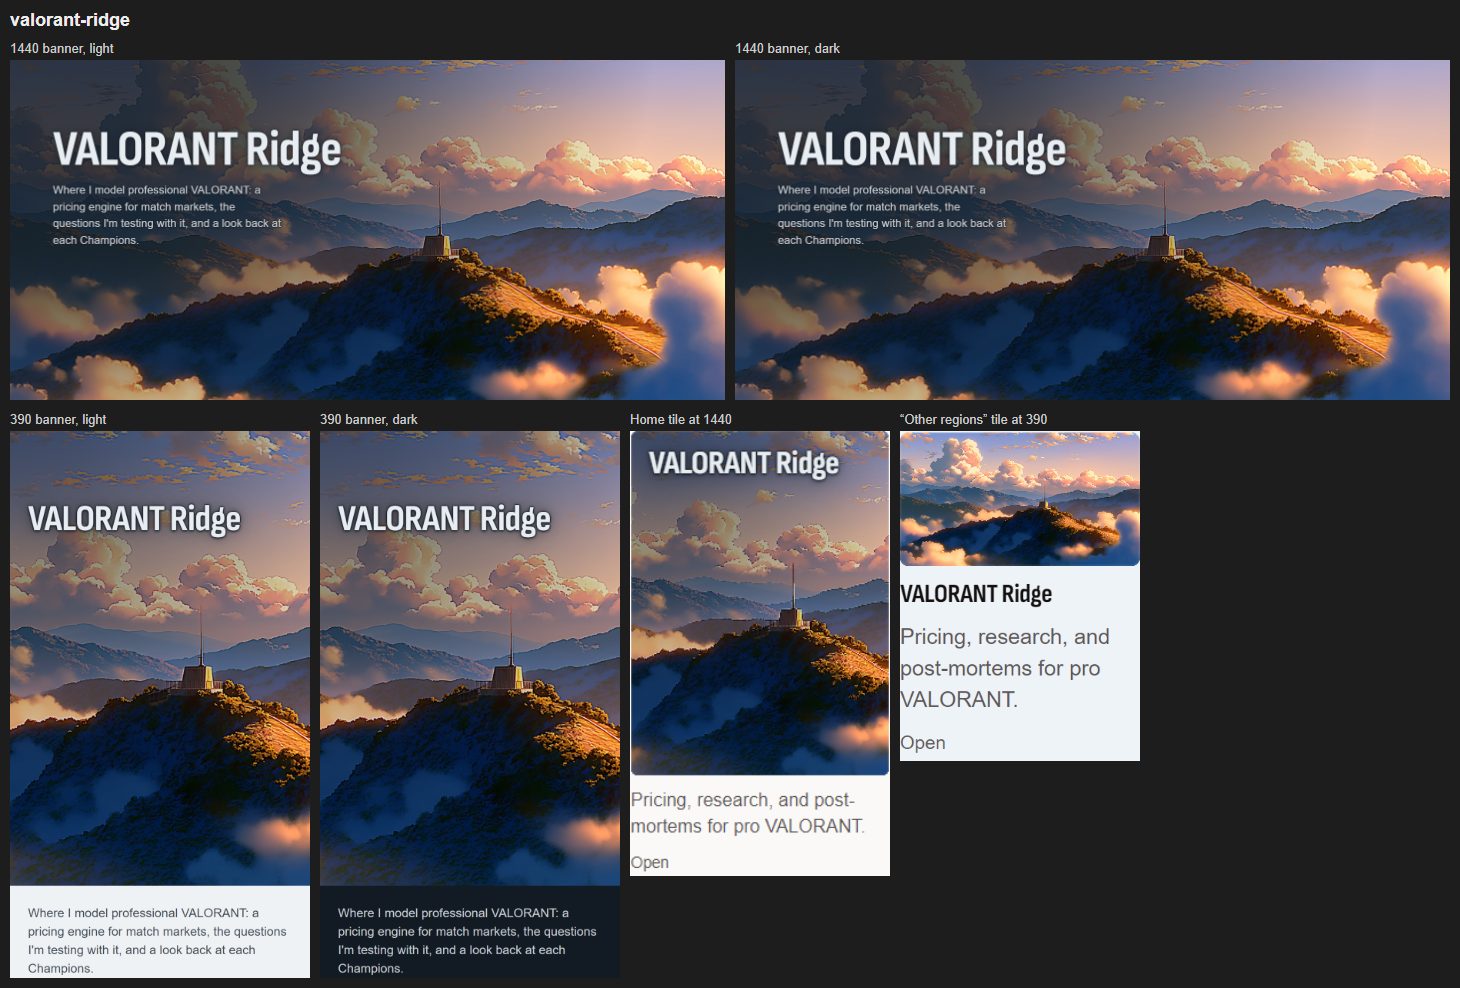 valorant-ridge
1440 banner, light
1440 banner, dark
VALORANT Ridge
Where I model professional VALORANT: a
pricing engine for match markets, the
questions I'm testing with it, and a look back at
each Champions.
VALORANT Ridge
Where I model professional VALORANT: a
pricing engine for match markets, the
questions I'm testing with it, and a look back at
each Champions.
390 banner, light
390 banner, dark
Home tile at 1440
“Other regions” tile at 390
VALORANT Ridge
Where I model professional VALORANT: a
pricing engine for match markets, the questions
I'm testing with it, and a look back at each
Champions.
VALORANT Ridge
Where I model professional VALORANT: a
pricing engine for match markets, the questions
I'm testing with it, and a look back at each
Champions.
VALORANT Ridge
Pricing, research, and post-
mortems for pro VALORANT.
Open
VALORANT Ridge
Pricing, research, and
post-mortems for pro
VALORANT.
Open